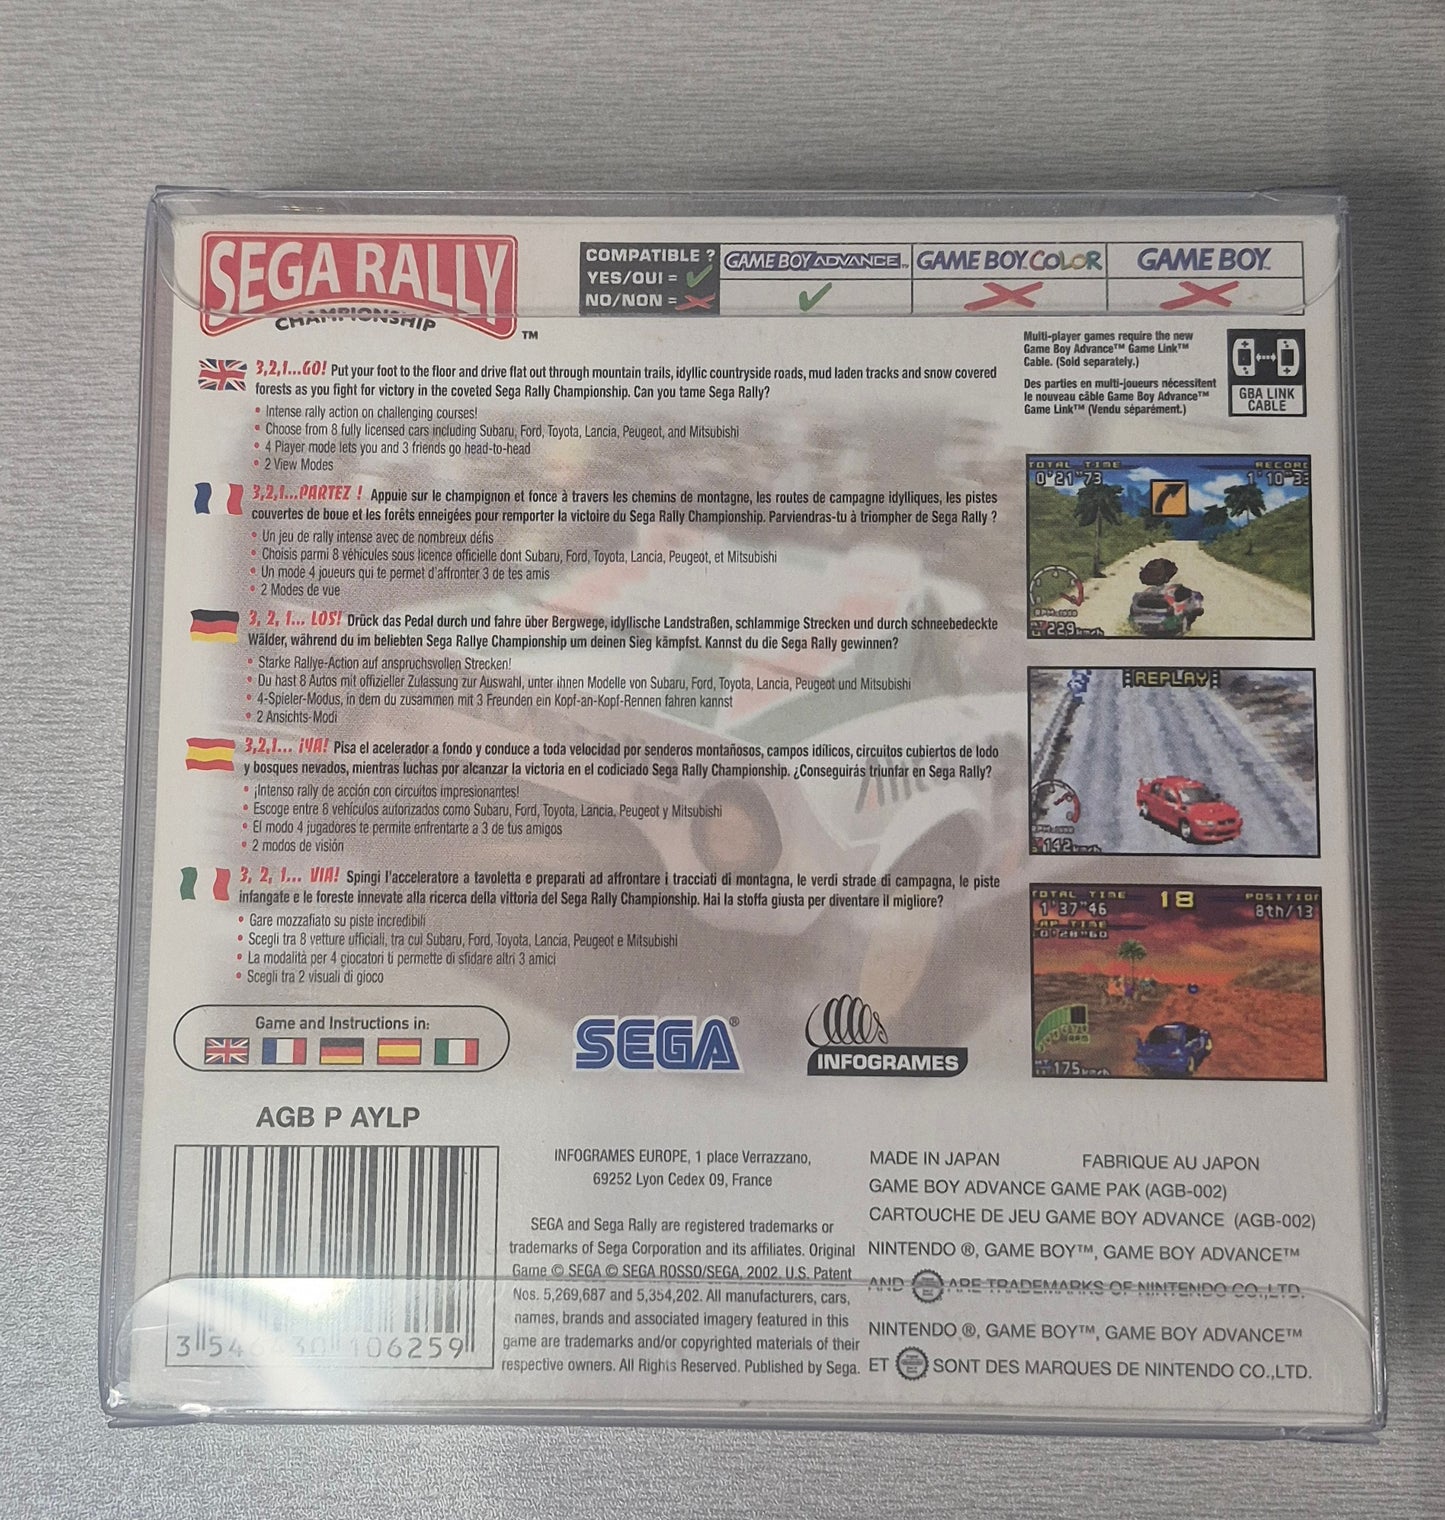 SEGA RALLY
CHAMPIONSHIP
™
COMPATIBLE ?
YES/OUI =
NO/NON =
GAME BOY ADVANCE™
GAME BOY COLOR
GAME BOY™
Multi-player games require the new
Game Boy Advance™ Game Link™
Cable. (Sold separately.)
Des parties en multi-joueurs nécessitent
le nouveau câble Game Boy Advance™
Game Link™ (Vendu séparément.)
GBA LINK
CABLE
3,2,1...GO! Put your foot to the floor and drive flat out through mountain trails, idyllic countryside roads, mud laden tracks and snow covered
forests as you fight for victory in the coveted Sega Rally Championship. Can you tame Sega Rally?
• Intense rally action on challenging courses!
• Choose from 8 fully licensed cars including Subaru, Ford, Toyota, Lancia, Peugeot, and Mitsubishi
• 4 Player mode lets you and 3 friends go head-to-head
• 2 View Modes
3,2,1...PARTEZ ! Appuie sur le champignon et fonce à travers les chemins de montagne, les routes de campagne idylliques, les pistes
couvertes de boue et les forêts enneigées pour remporter la victoire du Sega Rally Championship. Parviendras-tu à triompher de Sega Rally ?
• Un jeu de rally intense avec de nombreux défis
• Choisis parmi 8 véhicules sous licence officielle dont Subaru, Ford, Toyota, Lancia, Peugeot, et Mitsubishi
• Un mode 4 joueurs qui te permet d'affronter 3 de tes amis
• 2 Modes de vue
3, 2, 1... LOS! Drück das Pedal durch und fahre über Bergwege, idyllische Landstraßen, schlammige Strecken und durch schneebedeckte
Wälder, während du im beliebten Sega Rallye Championship um deinen Sieg kämpfst. Kannst du die Sega Rally gewinnen?
• Starke Rallye-Action auf anspruchsvollen Strecken!
• Du hast 8 Autos mit offizieller Zulassung zur Auswahl, unter ihnen Modelle von Subaru, Ford, Toyota, Lancia, Peugeot und Mitsubishi
• 4-Spieler-Modus, in dem du zusammen mit 3 Freunden ein Kopf-an-Kopf-Rennen fahren kannst
• 2 Ansichts-Modi
3,2,1... ¡YA! Pisa el acelerador a fondo y conduce a toda velocidad por senderos montañosos, campos idílicos, circuitos cubiertos de lodo
y bosques nevados, mientras luchas por alcanzar la victoria en el codiciado Sega Rally Championship. ¿Conseguirás triunfar en Sega Rally?
• ¡Intenso rally de acción con circuitos impresionantes!
• Escoge entre 8 vehículos autorizados como Subaru, Ford, Toyota, Lancia, Peugeot y Mitsubishi
• El modo 4 jugadores te permite enfrentarte a 3 de tus amigos
• 2 modos de visión
3, 2, 1... VIA! Spingi l'acceleratore a tavoletta e preparati ad affrontare i tracciati di montagna, le verdi strade di campagna, le piste
infangate e le foreste innevate alla ricerca della vittoria del Sega Rally Championship. Hai la stoffa giusta per diventare il migliore?
• Gare mozzafiato su piste incredibili
• Scegli tra 8 vetture ufficiali, tra cui Subaru, Ford, Toyota, Lancia, Peugeot e Mitsubishi
• La modalità per 4 giocatori ti permette di sfidare altri 3 amici
• Scegli tra 2 visuali di gioco
TOTAL TIME
0'21"73
RECORD
1'10"33
229km/h
REPLAY
142km/h
TOTAL TIME
1'37"46
LAP TIME
0'28"60
18
POSITION
8th/13
175km/h
Game and Instructions in:
SEGA®
INFOGRAMES
AGB P AYLP
3 546430 106259
INFOGRAMES EUROPE, 1 place Verrazzano,
69252 Lyon Cedex 09, France
SEGA and Sega Rally are registered trademarks or
trademarks of Sega Corporation and its affiliates. Original
Game © SEGA © SEGA ROSSO/SEGA, 2002. U.S. Patent
Nos. 5,269,687 and 5,354,202. All manufacturers, cars,
names, brands and associated imagery featured in this
game are trademarks and/or copyrighted materials of their
respective owners. All Rights Reserved. Published by Sega.
MADE IN JAPAN FABRIQUE AU JAPON
GAME BOY ADVANCE GAME PAK (AGB-002)
CARTOUCHE DE JEU GAME BOY ADVANCE (AGB-002)
NINTENDO ®, GAME BOY™, GAME BOY ADVANCE™
AND ARE TRADEMARKS OF NINTENDO CO.,LTD.
NINTENDO ®, GAME BOY™, GAME BOY ADVANCE™
ET SONT DES MARQUES DE NINTENDO CO.,LTD.